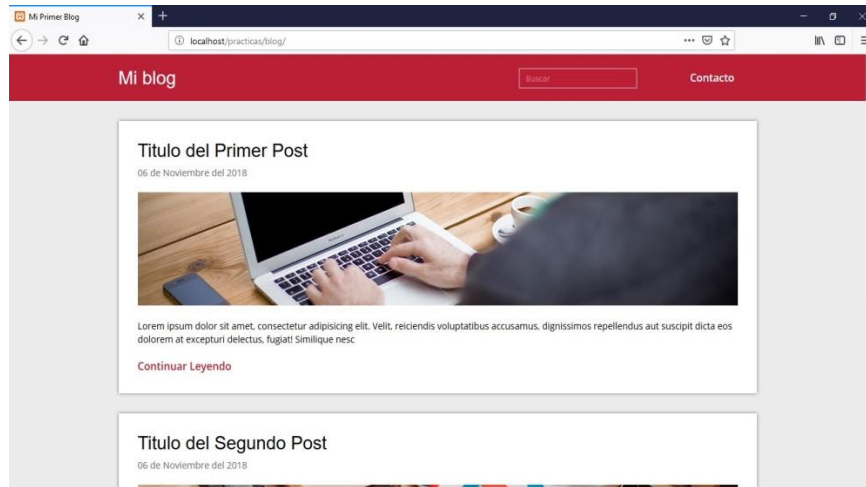 Mi Primer Blog
localhost/practicas/blog/
Mi blog
Buscar
Contacto
Titulo del Primer Post
06 de Noviembre del 2018
Lorem ipsum dolor sit amet, consectetur adipisicing elit. Velit, reiciendis voluptatibus accusamus, dignissimos repellendus aut suscipit dicta eos
dolorem at excepturi delectus, fugiat! Similique nesc
Continuar Leyendo
Titulo del Segundo Post
06 de Noviembre del 2018